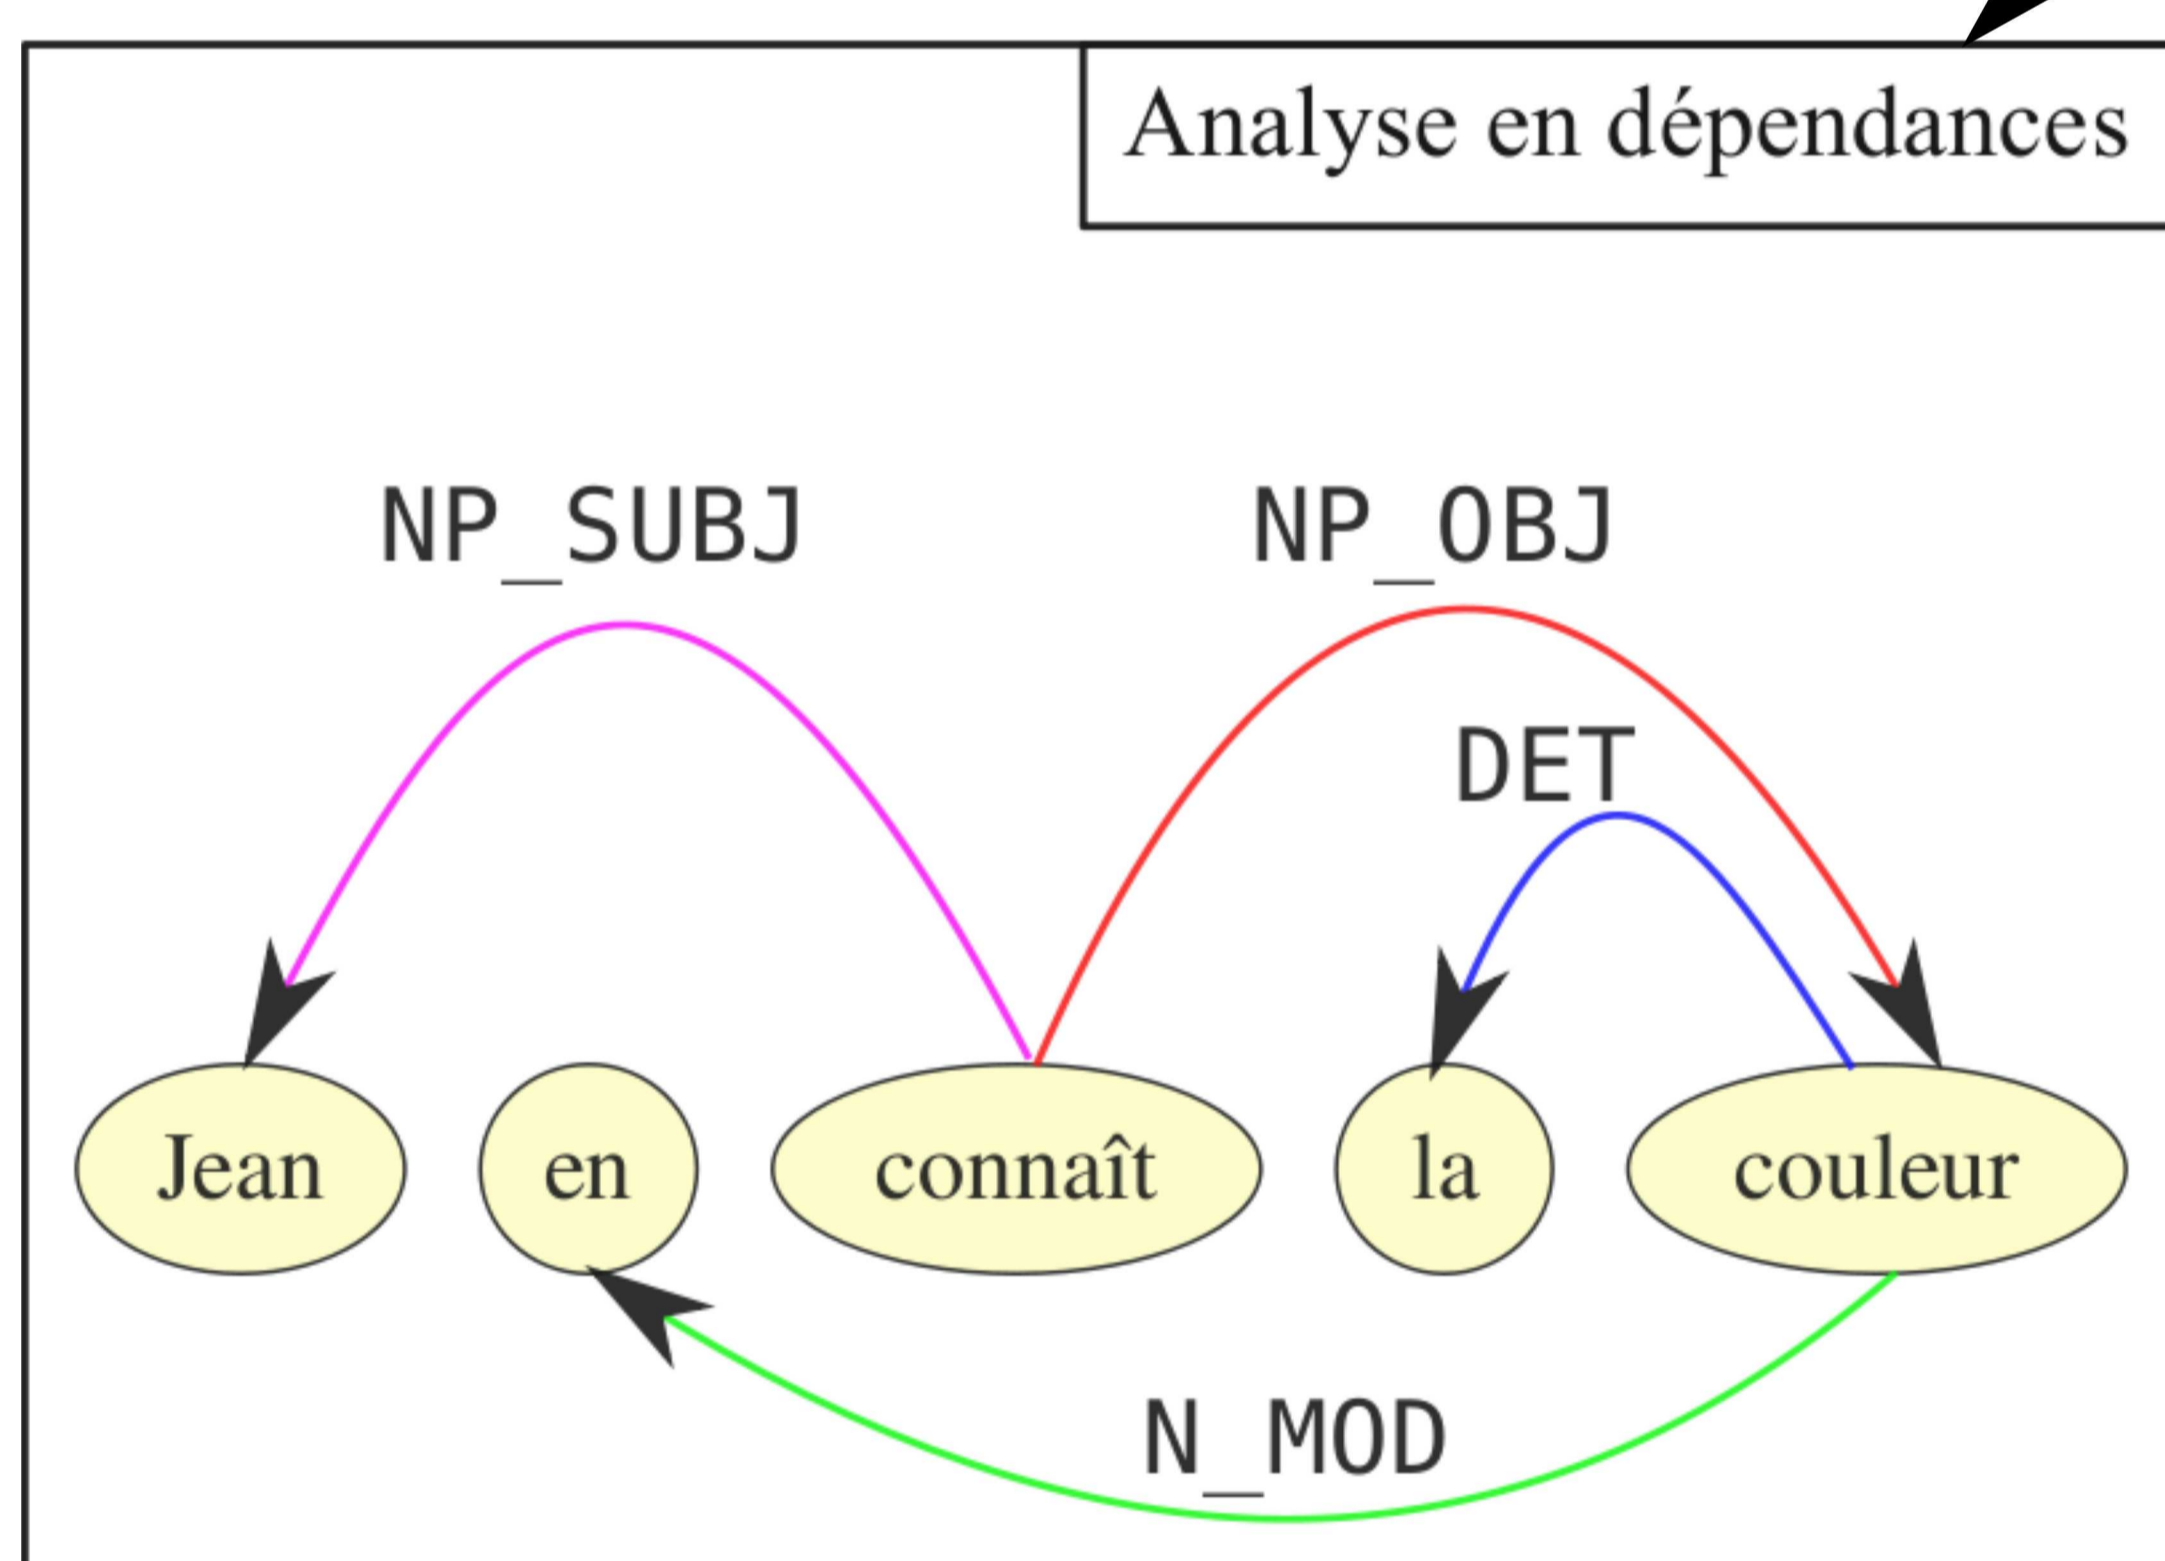 Analyse en dépendances
NP_SUBJ NP_OBJ
DET
Jean en connaît la couleur
N_MOD